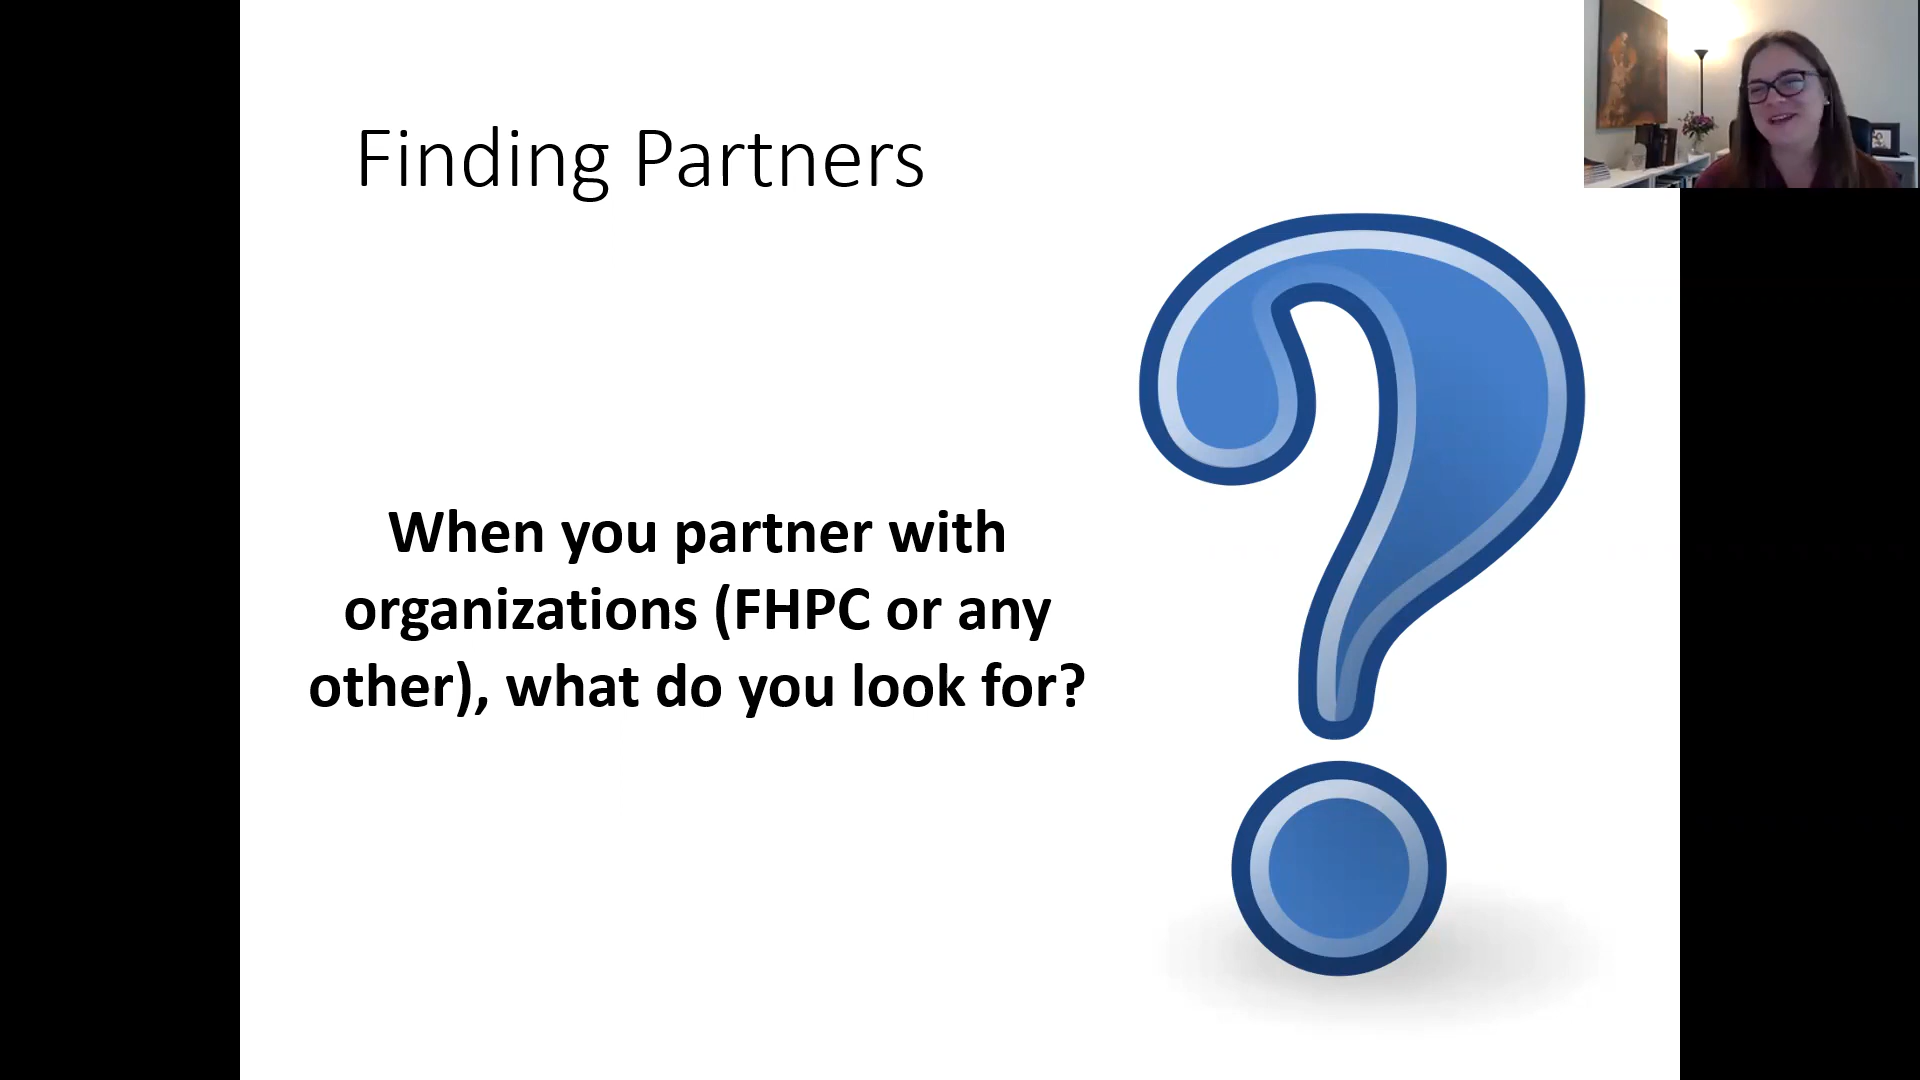 Finding Partners
When you partner with
organizations (FHPC or any
other), what do you look for?